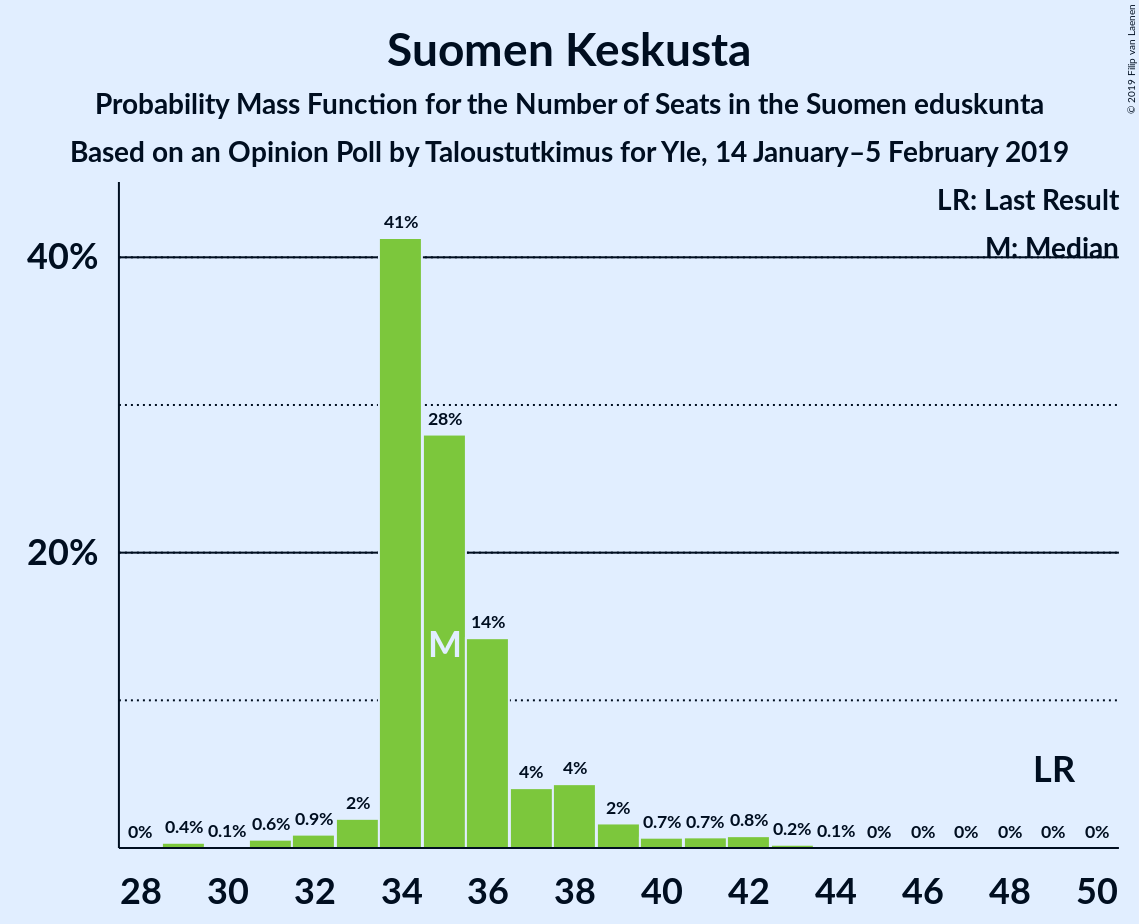 Suomen Keskusta
Probability Mass Function for the Number of Seats in the Suomen eduskunta
Based on an Opinion Poll by Taloustutkimus for Yle, 14 January–5 February 2019
© 2019 Filip van Laenen
LR: Last Result
M: Median
40%
20%
0% 0.4% 0.1% 0.6% 0.9% 2% 41% 28% 14% 4% 4% 2% 0.7% 0.7% 0.8% 0.2% 0.1% 0% 0% 0% 0% 0% 0%
M
LR
28 30 32 34 36 38 40 42 44 46 48 50